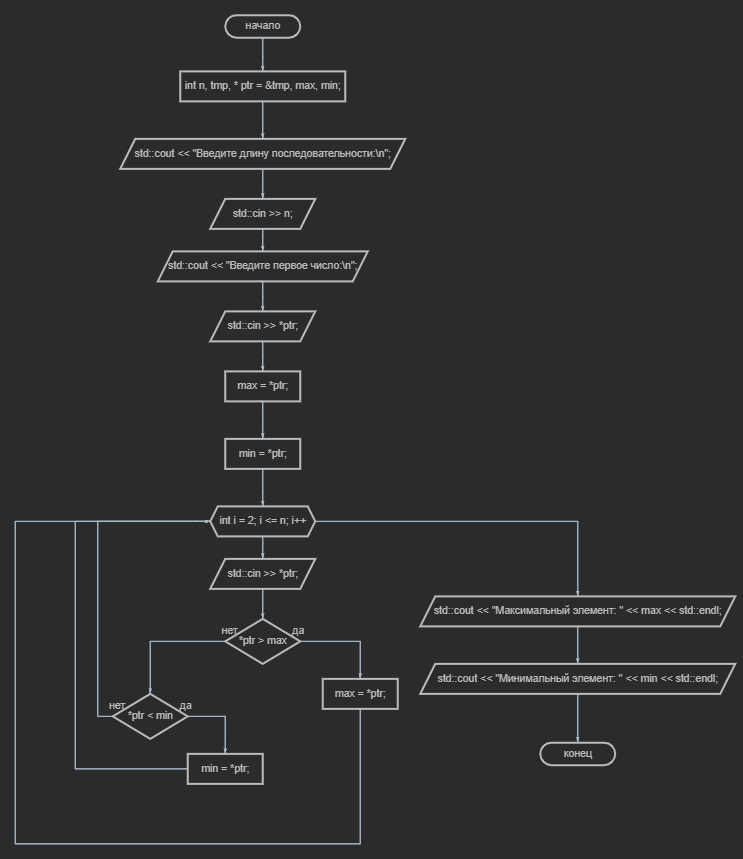 начало
int n, tmp, * ptr = &tmp, max, min;
std::cout << "Введите длину последовательности:\n";
std::cin >> n;
std::cout << "Введите первое число:\n";
std::cin >> *ptr;
max = *ptr;
min = *ptr;
int i = 2; i <= n; i++
std::cin >> *ptr;
нет
да
*ptr > max
max = *ptr;
нет
да
*ptr < min
min = *ptr;
std::cout << "Максимальный элемент: " << max << std::endl;
std::cout << "Минимальный элемент: " << min << std::endl;
конец